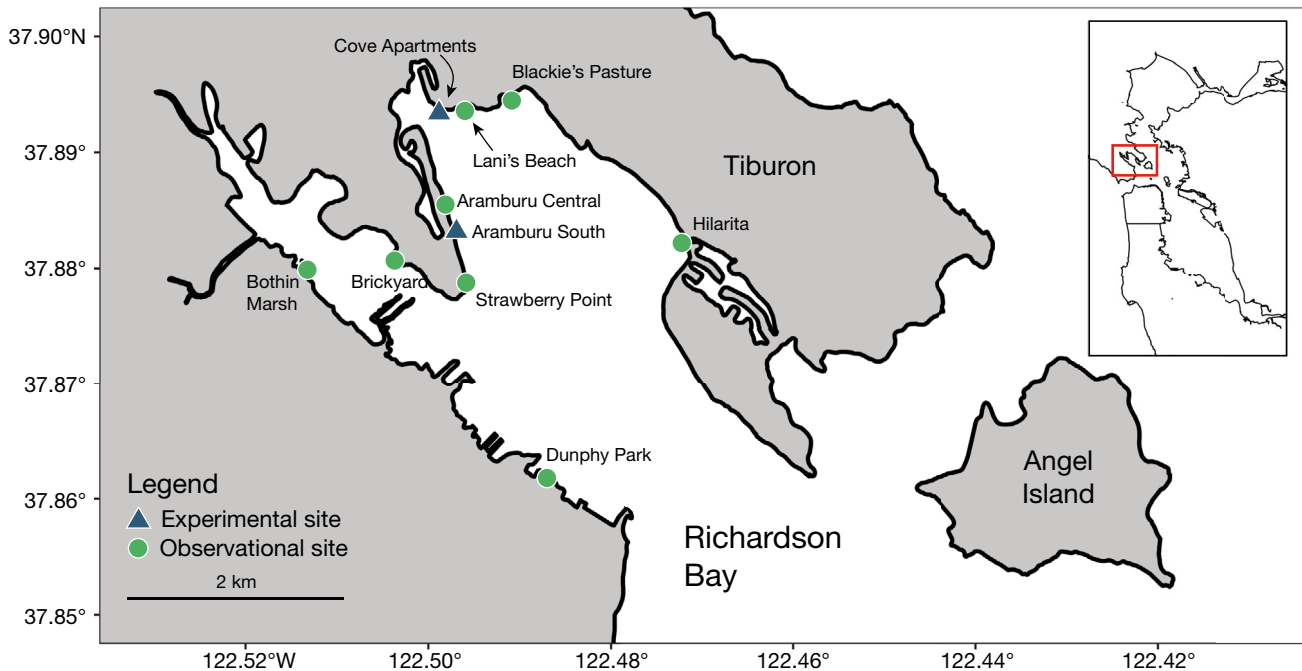 37.90°N
37.89°
37.88°
37.87°
37.86°
37.85°
Cove Apartments
Blackie's Pasture
Lani's Beach
Tiburon
Aramburu Central
Aramburu South
Hilarita
Bothin
Marsh
Brickyard
Strawberry Point
Dunphy Park
Angel
Island
Richardson
Bay
Legend
Experimental site
Observational site
2 km
122.52°W
122.50°
122.48°
122.46°
122.44°
122.42°